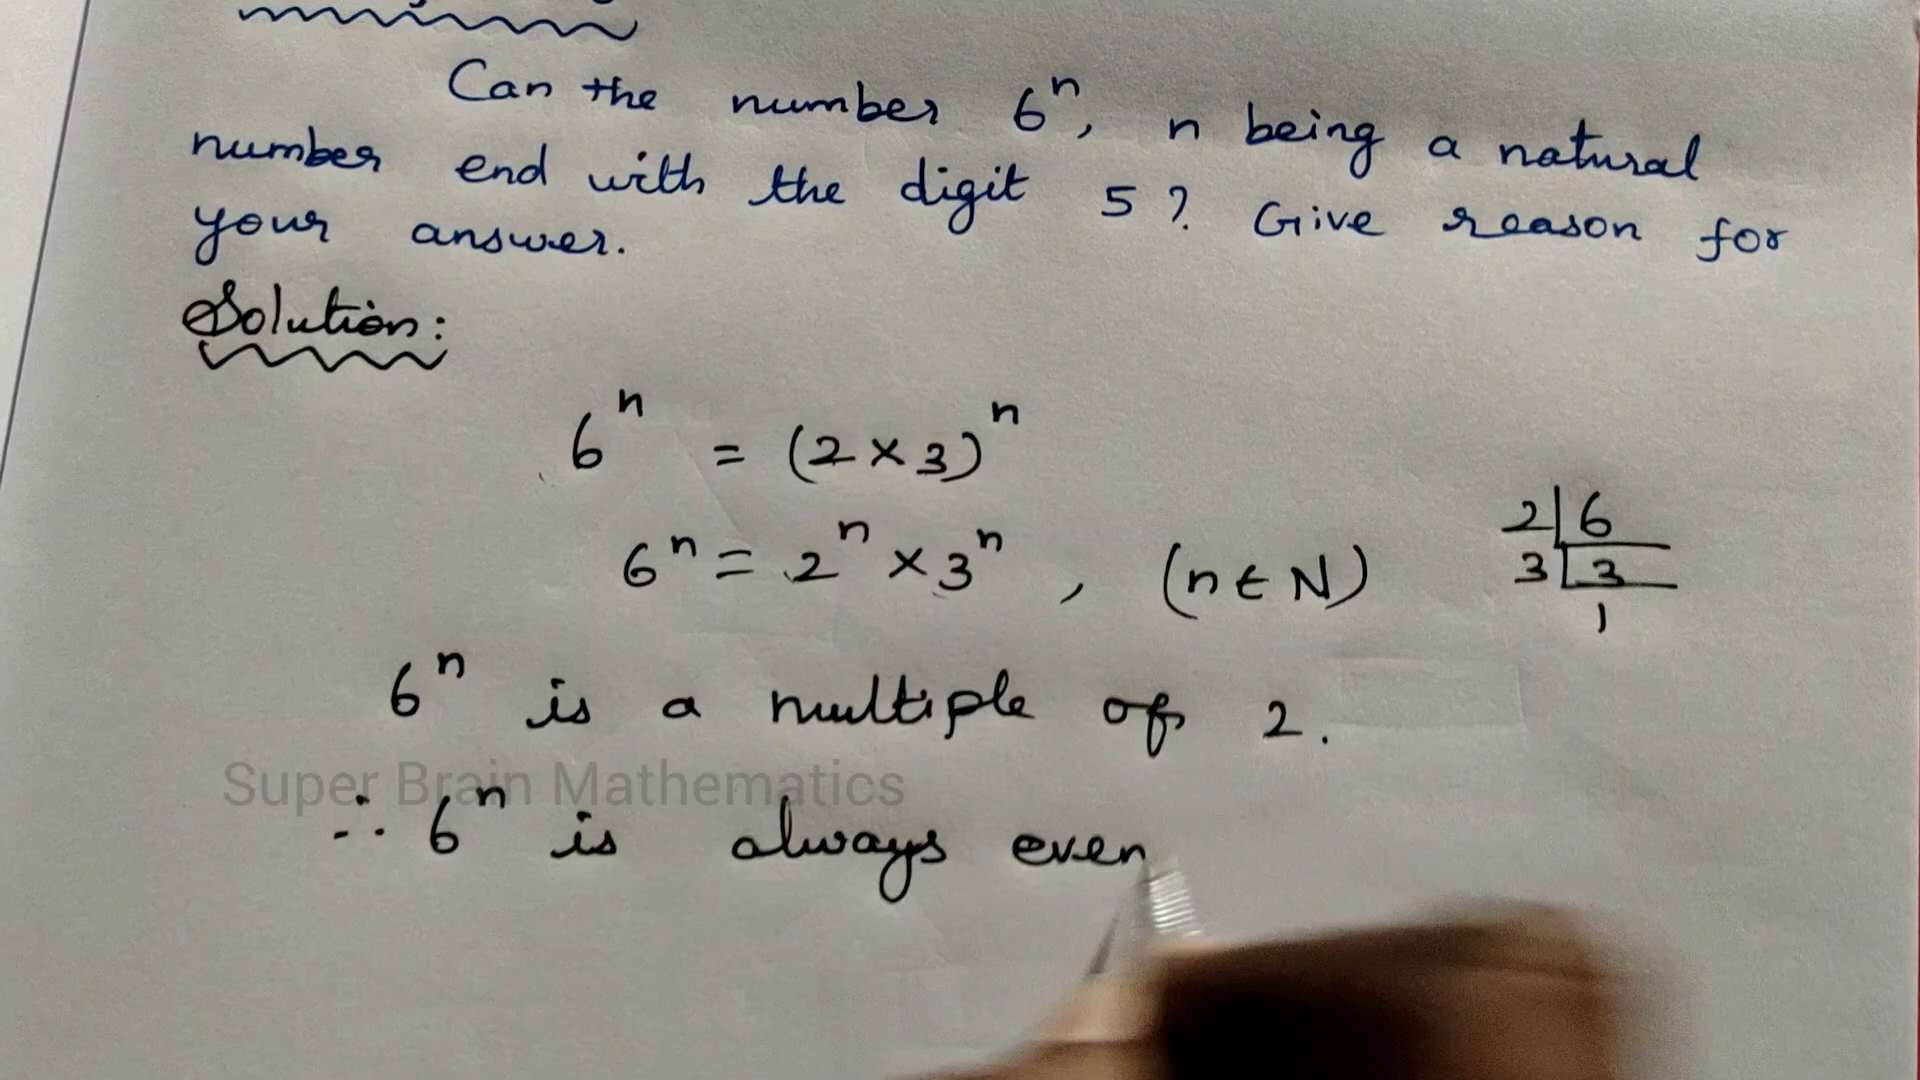 Can the number 6ⁿ, n being a natural
number end with the digit 5? Give reason for
your answer.
Solution:
6ⁿ = (2 × 3)ⁿ
6ⁿ = 2ⁿ × 3ⁿ , (n ∈ N)
2 | 6
3 | 3
1
6ⁿ is a multiple of 2.
Super Brain Mathematics
∴ 6ⁿ is always even